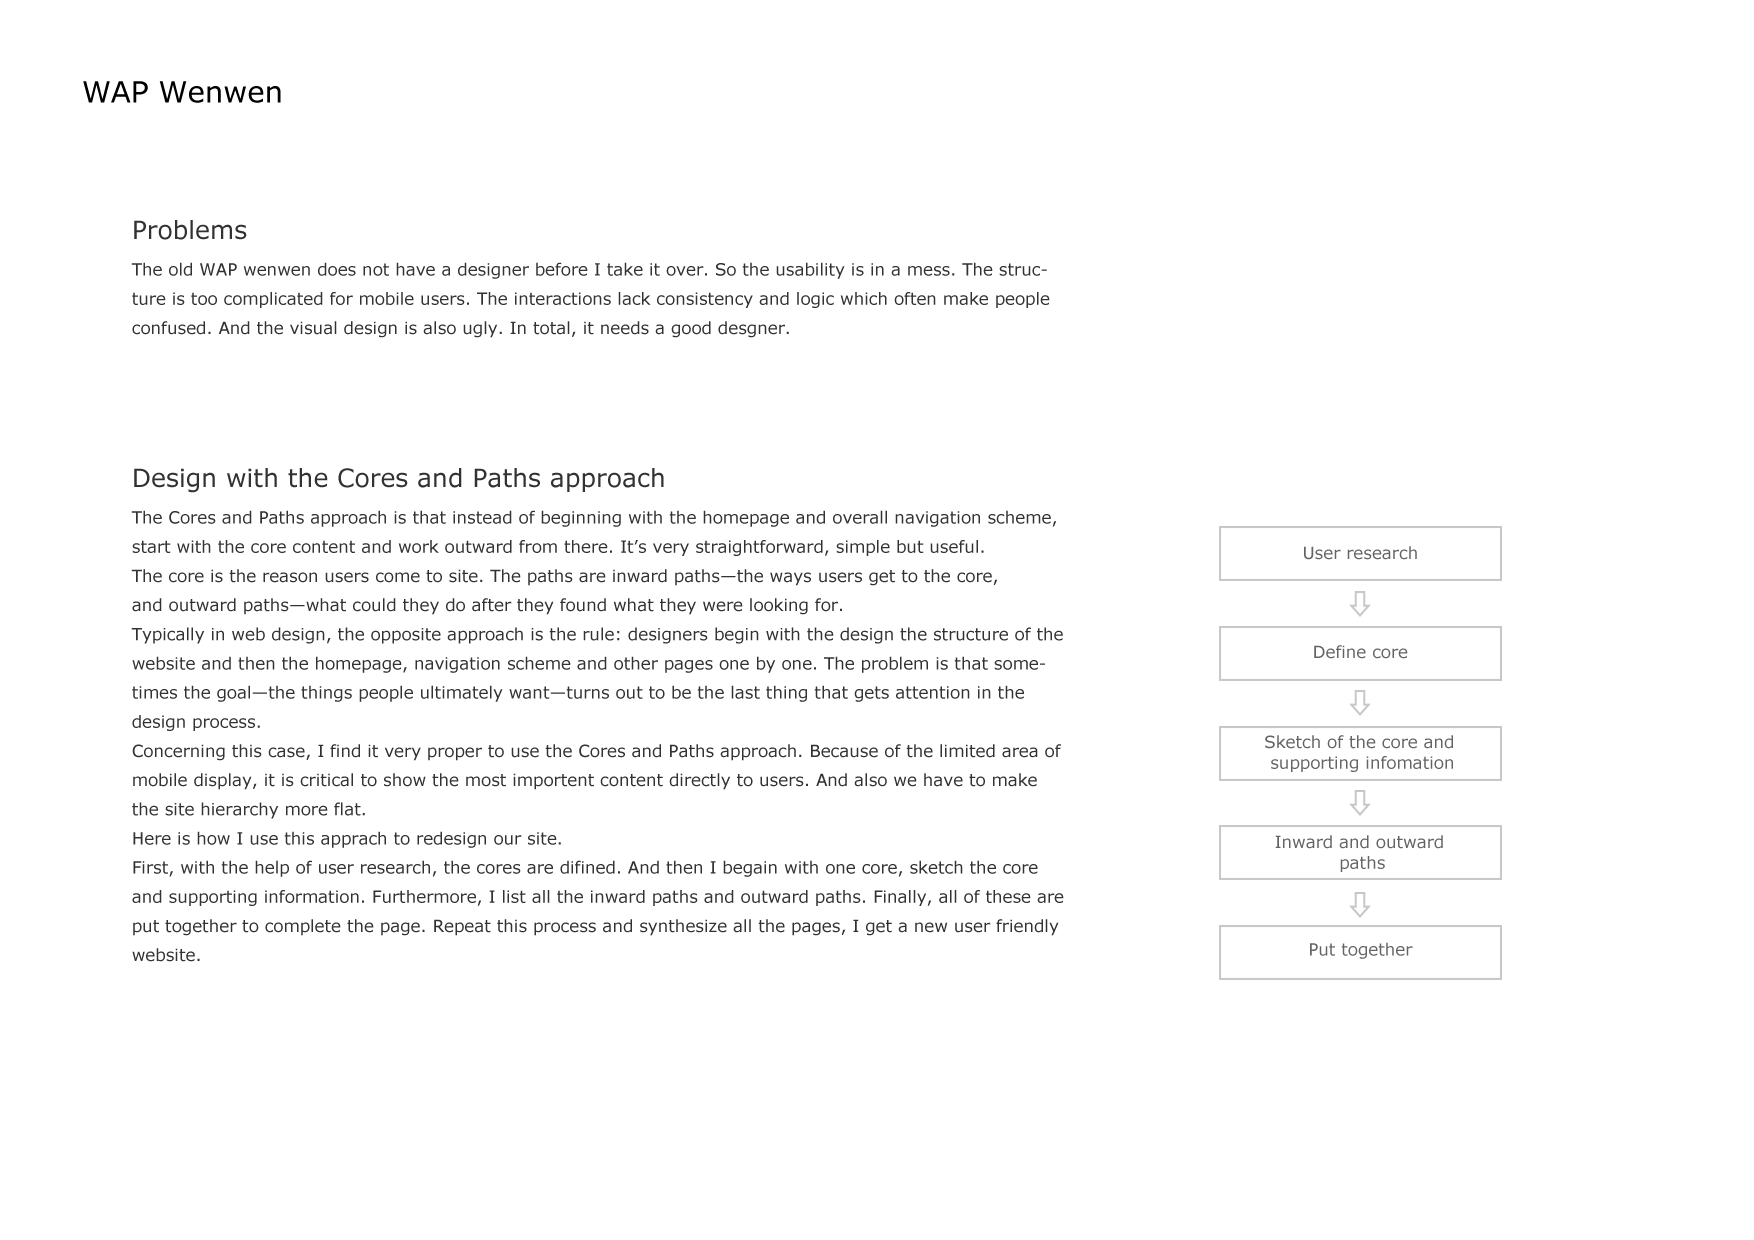 WAP Wenwen
Problems
The old WAP wenwen does not have a designer before I take it over. So the usability is in a mess. The struc-
ture is too complicated for mobile users. The interactions lack consistency and logic which often make people
confused. And the visual design is also ugly. In total, it needs a good desgner.
Design with the Cores and Paths approach
The Cores and Paths approach is that instead of beginning with the homepage and overall navigation scheme,
start with the core content and work outward from there. It’s very straightforward, simple but useful.
The core is the reason users come to site. The paths are inward paths—the ways users get to the core,
and outward paths—what could they do after they found what they were looking for.
Typically in web design, the opposite approach is the rule: designers begin with the design the structure of the
website and then the homepage, navigation scheme and other pages one by one. The problem is that some-
times the goal—the things people ultimately want—turns out to be the last thing that gets attention in the
design process.
Concerning this case, I find it very proper to use the Cores and Paths approach. Because of the limited area of
mobile display, it is critical to show the most importent content directly to users. And also we have to make
the site hierarchy more flat.
Here is how I use this apprach to redesign our site.
First, with the help of user research, the cores are difined. And then I begain with one core, sketch the core
and supporting information. Furthermore, I list all the inward paths and outward paths. Finally, all of these are
put together to complete the page. Repeat this process and synthesize all the pages, I get a new user friendly
website.
User research
Define core
Sketch of the core and
supporting infomation
Inward and outward
paths
Put together